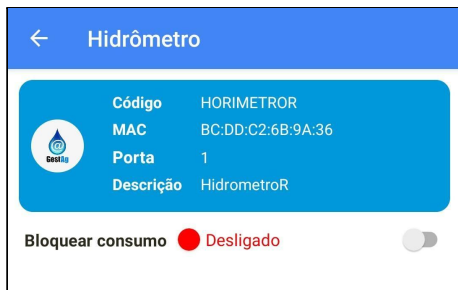 Hidrômetro
Código HORIMETROR
MAC BC:DD:C2:6B:9A:36
Porta 1
Descrição HidrometroR
GestAg
Bloquear consumo Desligado